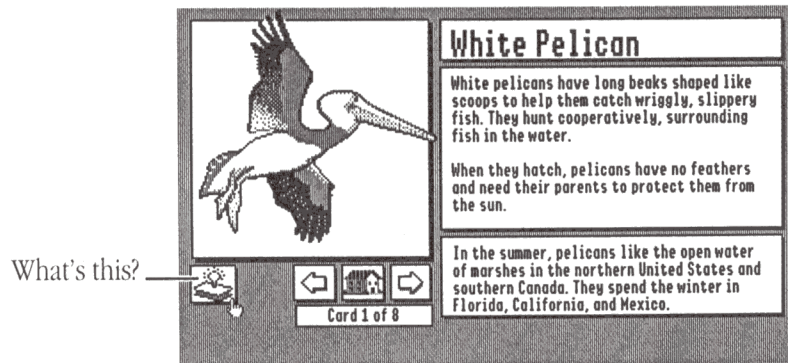 White Pelican
White pelicans have long beaks shaped like
scoops to help them catch wriggly, slippery
fish. They hunt cooperatively, surrounding
fish in the water.
When they hatch, pelicans have no feathers
and need their parents to protect them from
the sun.
In the summer, pelicans like the open water
of marshes in the northern United States and
southern Canada. They spend the winter in
Florida, California, and Mexico.
What's this?
Card 1 of 8